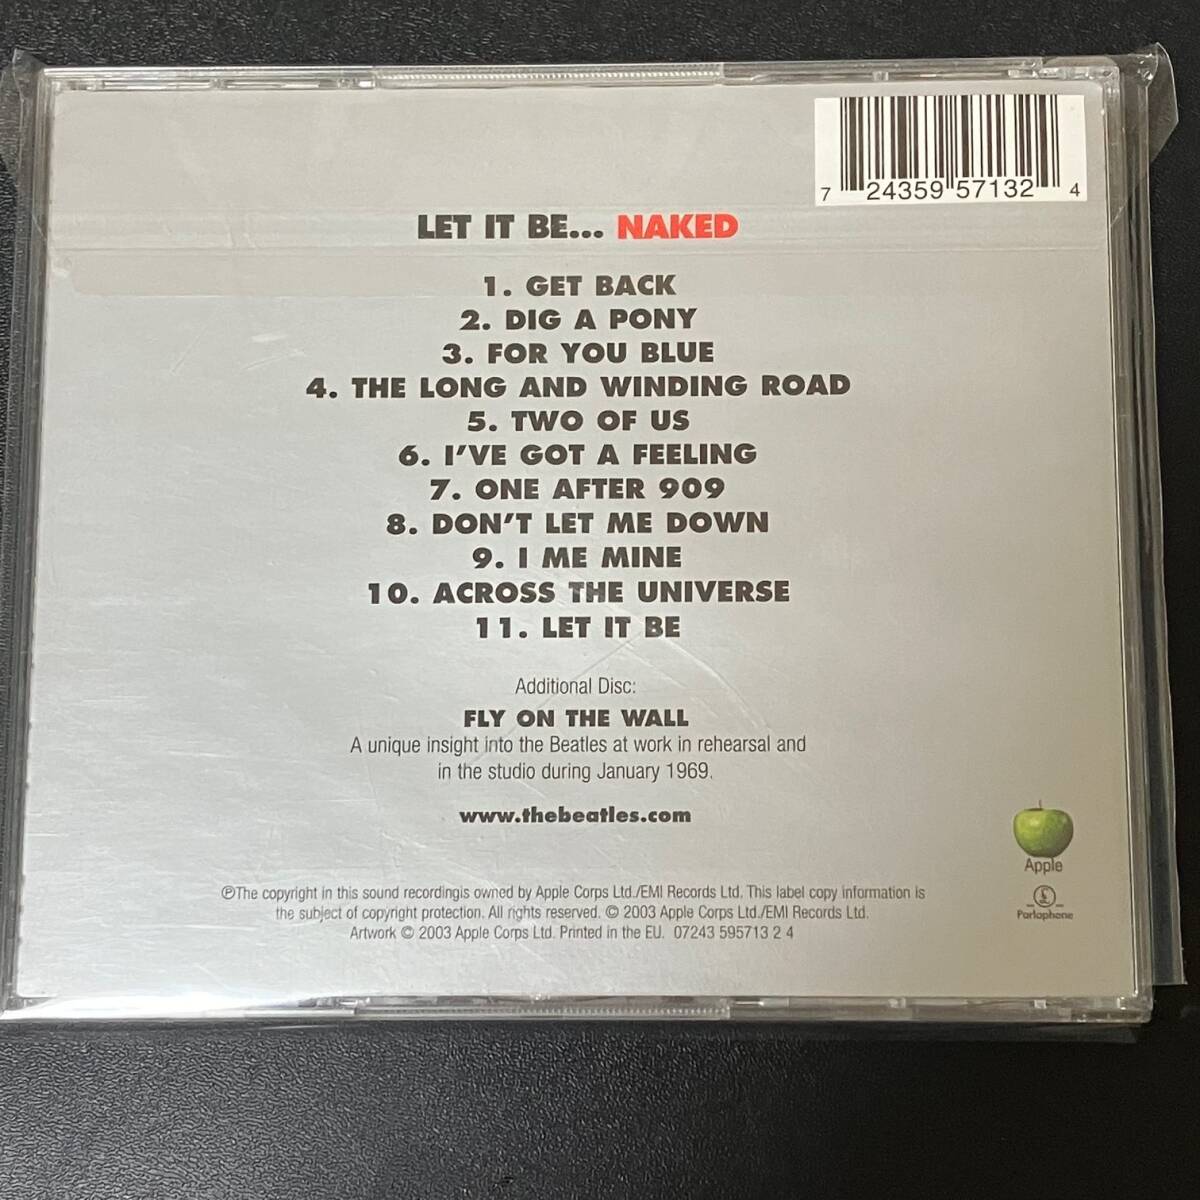 7 24359 57132 4
LET IT BE... NAKED
1. GET BACK
2. DIG A PONY
3. FOR YOU BLUE
4. THE LONG AND WINDING ROAD
5. TWO OF US
6. I'VE GOT A FEELING
7. ONE AFTER 909
8. DON'T LET ME DOWN
9. I ME MINE
10. ACROSS THE UNIVERSE
11. LET IT BE
Additional Disc:
FLY ON THE WALL
A unique insight into the Beatles at work in rehearsal and
in the studio during January 1969.
www.thebeatles.com
Apple
£
Parlophone
℗The copyright in this sound recordingis owned by Apple Corps Ltd./EMI Records Ltd. This label copy information is
the subject of copyright protection. All rights reserved. © 2003 Apple Corps Ltd./EMI Records Ltd.
Artwork © 2003 Apple Corps Ltd. Printed in the EU. 07243 595713 2 4